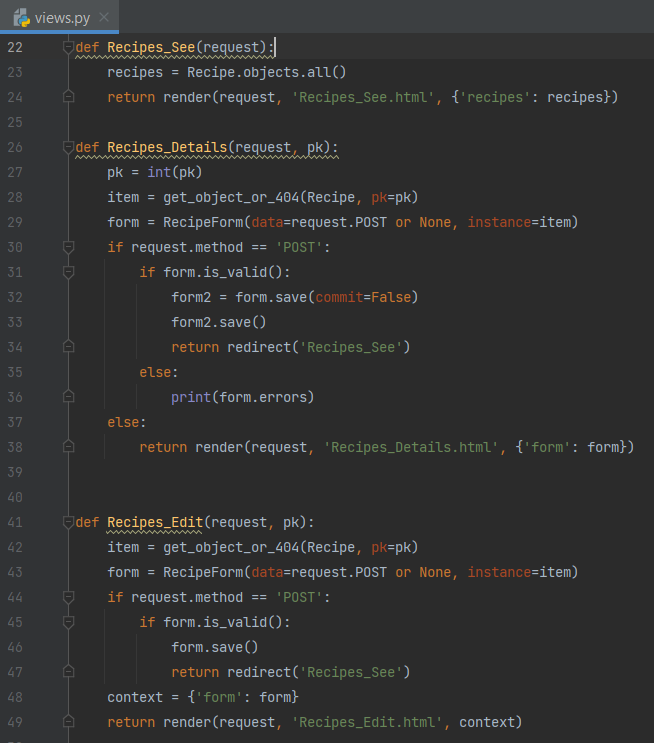 views.py
22 def Recipes_See(request):
23     recipes = Recipe.objects.all()
24     return render(request, 'Recipes_See.html', {'recipes': recipes})
25
26 def Recipes_Details(request, pk):
27     pk = int(pk)
28     item = get_object_or_404(Recipe, pk=pk)
29     form = RecipeForm(data=request.POST or None, instance=item)
30     if request.method == 'POST':
31         if form.is_valid():
32             form2 = form.save(commit=False)
33             form2.save()
34             return redirect('Recipes_See')
35         else:
36             print(form.errors)
37     else:
38         return render(request, 'Recipes_Details.html', {'form': form})
39
40
41 def Recipes_Edit(request, pk):
42     item = get_object_or_404(Recipe, pk=pk)
43     form = RecipeForm(data=request.POST or None, instance=item)
44     if request.method == 'POST':
45         if form.is_valid():
46             form.save()
47             return redirect('Recipes_See')
48     context = {'form': form}
49     return render(request, 'Recipes_Edit.html', context)